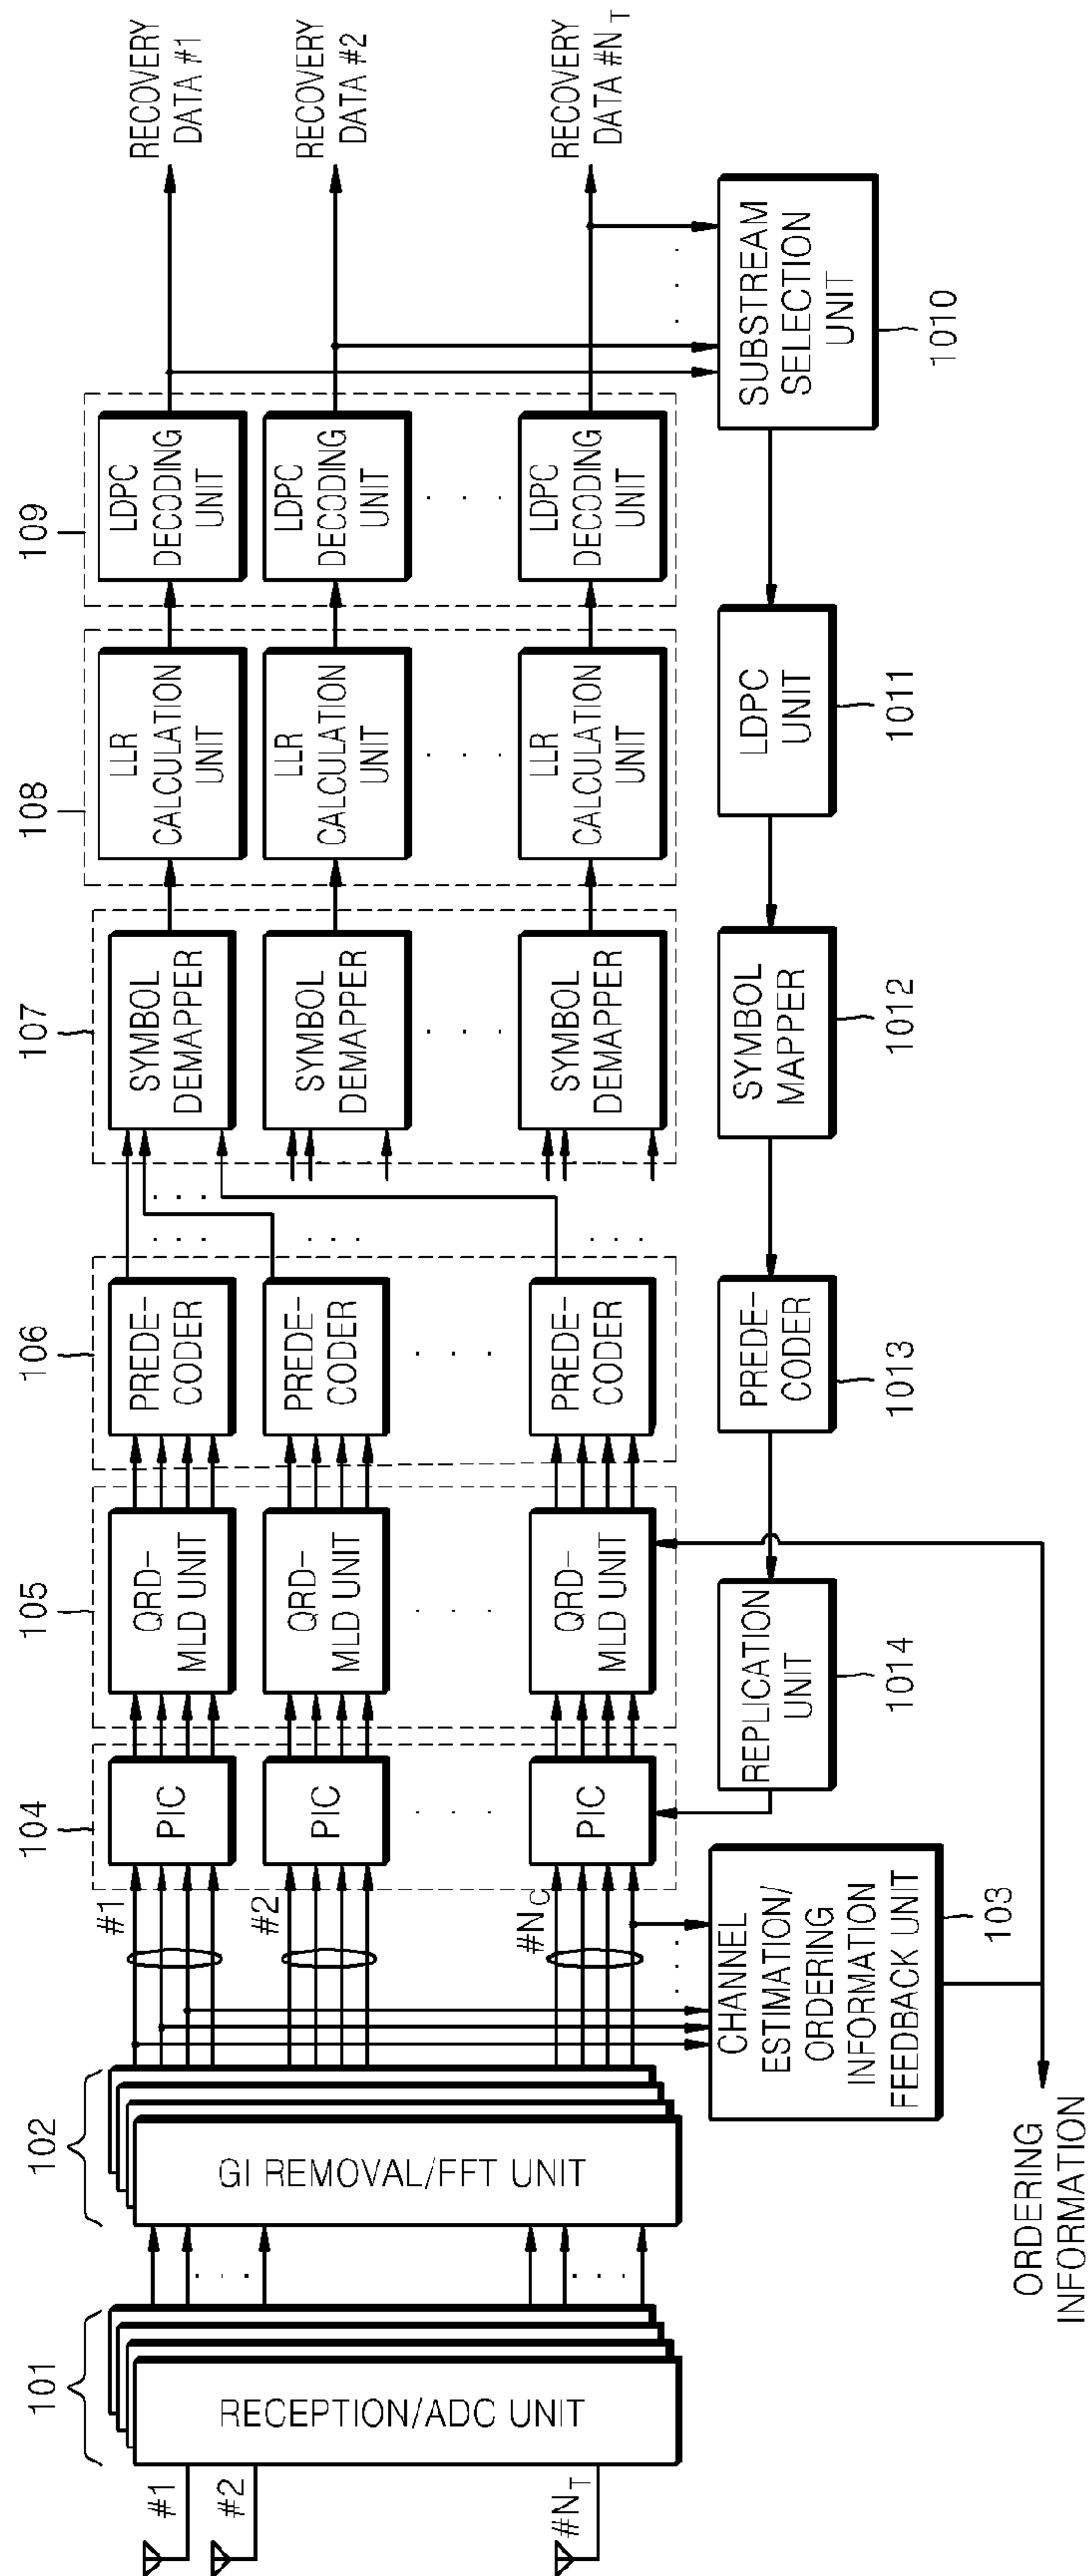 101
102
#1
#2
#N_T
RECEPTION/ADC UNIT
GI REMOVAL/FFT UNIT
#1
#2
#N_C
CHANNEL
ESTIMATION/
ORDERING
INFORMATION
FEEDBACK UNIT
103
ORDERING
INFORMATION
104
PIC
PIC
. . .
PIC
105
QRD-
MLD UNIT
QRD-
MLD UNIT
. . .
QRD-
MLD UNIT
106
PREDE-
CODER
PREDE-
CODER
. . .
PREDE-
CODER
107
SYMBOL
DEMAPPER
SYMBOL
DEMAPPER
. . .
SYMBOL
DEMAPPER
108
LLR
CALCULATION
UNIT
LLR
CALCULATION
UNIT
. . .
LLR
CALCULATION
UNIT
109
LDPC
DECODING
UNIT
LDPC
DECODING
UNIT
. . .
LDPC
DECODING
UNIT
RECOVERY
DATA #1
RECOVERY
DATA #2
RECOVERY
DATA #N_T
SUBSTREAM
SELECTION
UNIT
1010
LDPC
UNIT
1011
SYMBOL
MAPPER
1012
PREDE-
CODER
1013
REPLICATION
UNIT
1014